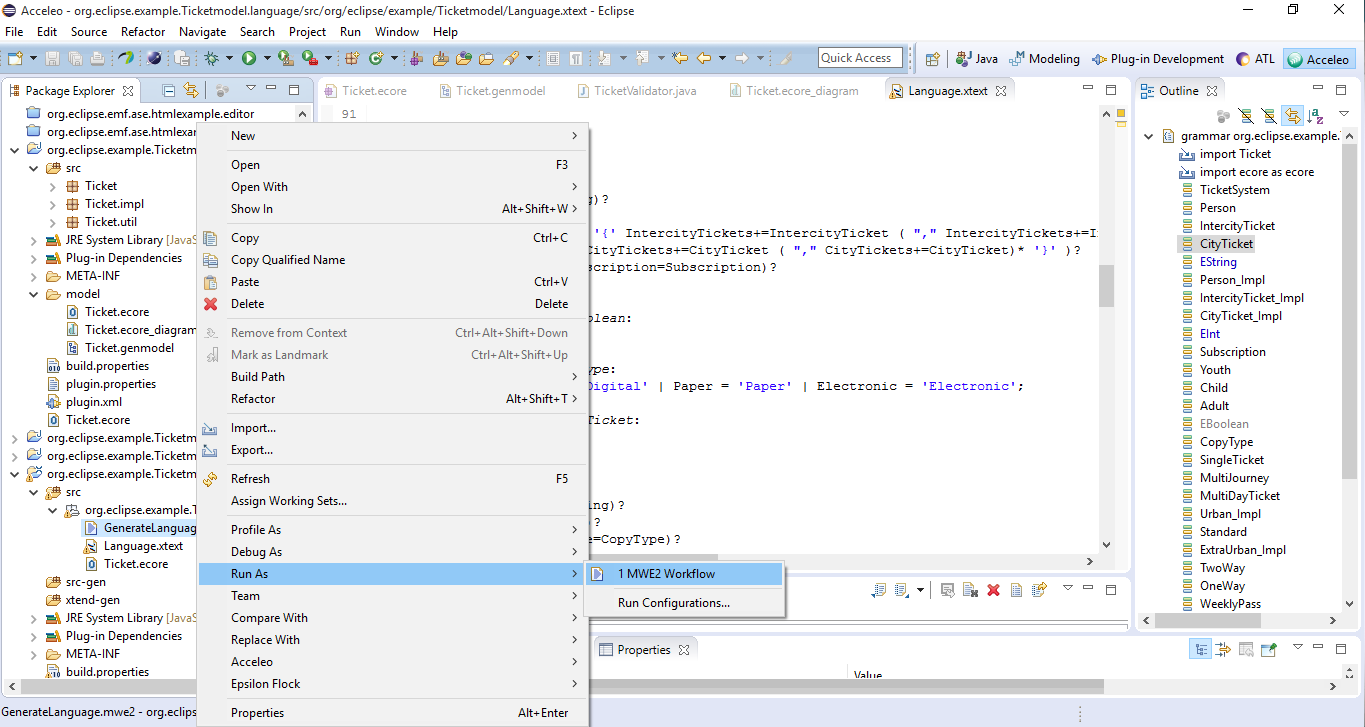 Acceleo - org.eclipse.example.Ticketmodel.language/src/org/eclipse/example/Ticketmodel/Language.xtext - Eclipse
File Edit Source Refactor Navigate Search Project Run Window Help
Quick Access Java Modeling Plug-in Development ATL Acceleo
Package Explorer
org.eclipse.emf.ase.htmlexample.editor
org.eclipse.emf.ase.htmlexar
org.eclipse.example.Ticketm
src
Ticket
Ticket.impl
Ticket.util
JRE System Library [JavaS
Plug-in Dependencies
META-INF
model
Ticket.ecore
Ticket.ecore_diagram
Ticket.genmodel
build.properties
plugin.properties
plugin.xml
Ticket.ecore
org.eclipse.example.Ticketm
org.eclipse.example.Ticketm
org.eclipse.example.Ticketm
src
org.eclipse.example.T
GenerateLanguag
Language.xtext
Ticket.ecore
src-gen
xtend-gen
JRE System Library [JavaS
Plug-in Dependencies
META-INF
build.properties
GenerateLanguage.mwe2 - org.eclips
New
Open F3
Open With
Show In Alt+Shift+W
Copy Ctrl+C
Copy Qualified Name
Paste Ctrl+V
Delete Delete
Remove from Context Ctrl+Alt+Shift+Down
Mark as Landmark Ctrl+Alt+Shift+Up
Build Path
Refactor Alt+Shift+T
Import...
Export...
Refresh F5
Assign Working Sets...
Profile As
Debug As
Run As
Team
Compare With
Replace With
Acceleo
Epsilon Flock
Properties Alt+Enter
1 MWE2 Workflow
Run Configurations...
Ticket.ecore Ticket.genmodel TicketValidator.java Ticket.ecore_diagram Language.xtext
91
g)?
'{' IntercityTickets+=IntercityTicket ( "," IntercityTickets+=I
CityTickets+=CityTicket ( "," CityTickets+=CityTicket)* '}' )?
scription=Subscription)?
olean:
ype:
Digital' | Paper = 'Paper' | Electronic = 'Electronic';
Ticket:
ing)?
)?
e=CopyType)?
Properties
Value
Outline
grammar org.eclipse.example.
import Ticket
import ecore as ecore
TicketSystem
Person
IntercityTicket
CityTicket
EString
Person_Impl
IntercityTicket_Impl
CityTicket_Impl
EInt
Subscription
Youth
Child
Adult
EBoolean
CopyType
SingleTicket
MultiJourney
MultiDayTicket
Urban_Impl
Standard
ExtraUrban_Impl
TwoWay
OneWay
WeeklyPass